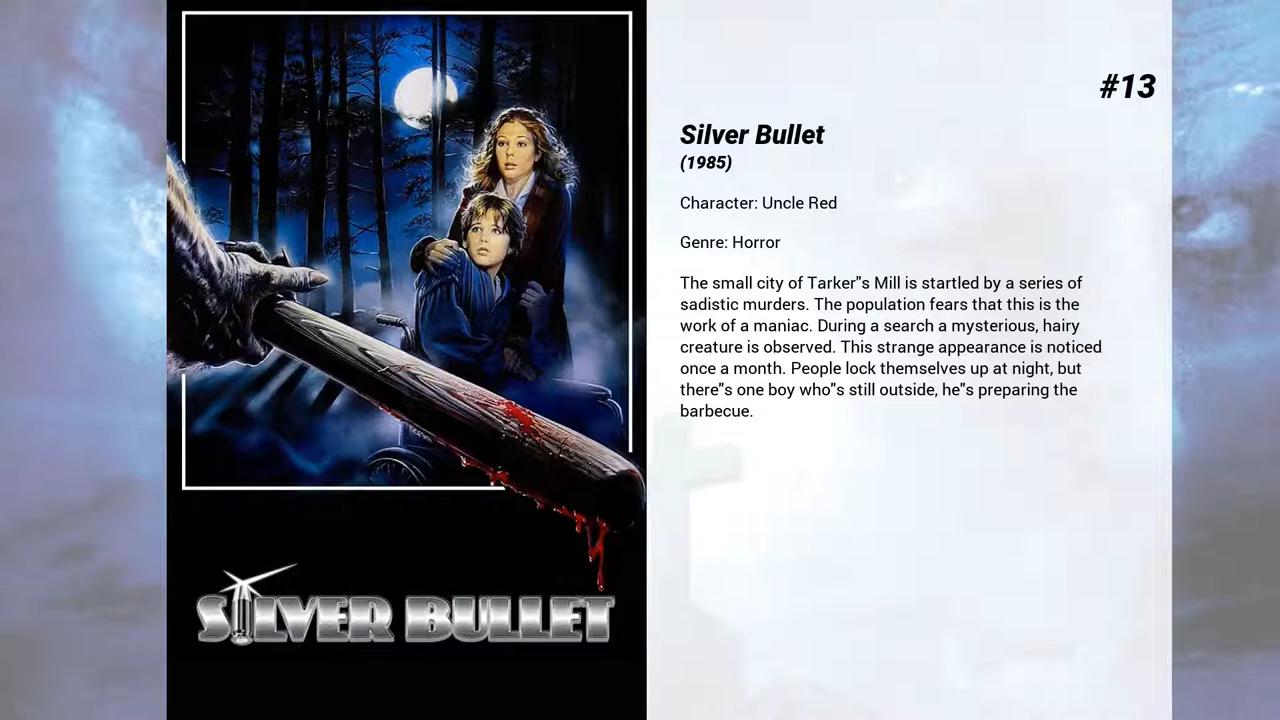 #13
Silver Bullet
(1985)
Character: Uncle Red
Genre: Horror
The small city of Tarker"s Mill is startled by a series of
sadistic murders. The population fears that this is the
work of a maniac. During a search a mysterious, hairy
creature is observed. This strange appearance is noticed
once a month. People lock themselves up at night, but
there"s one boy who"s still outside, he"s preparing the
barbecue.
SILVER BULLET